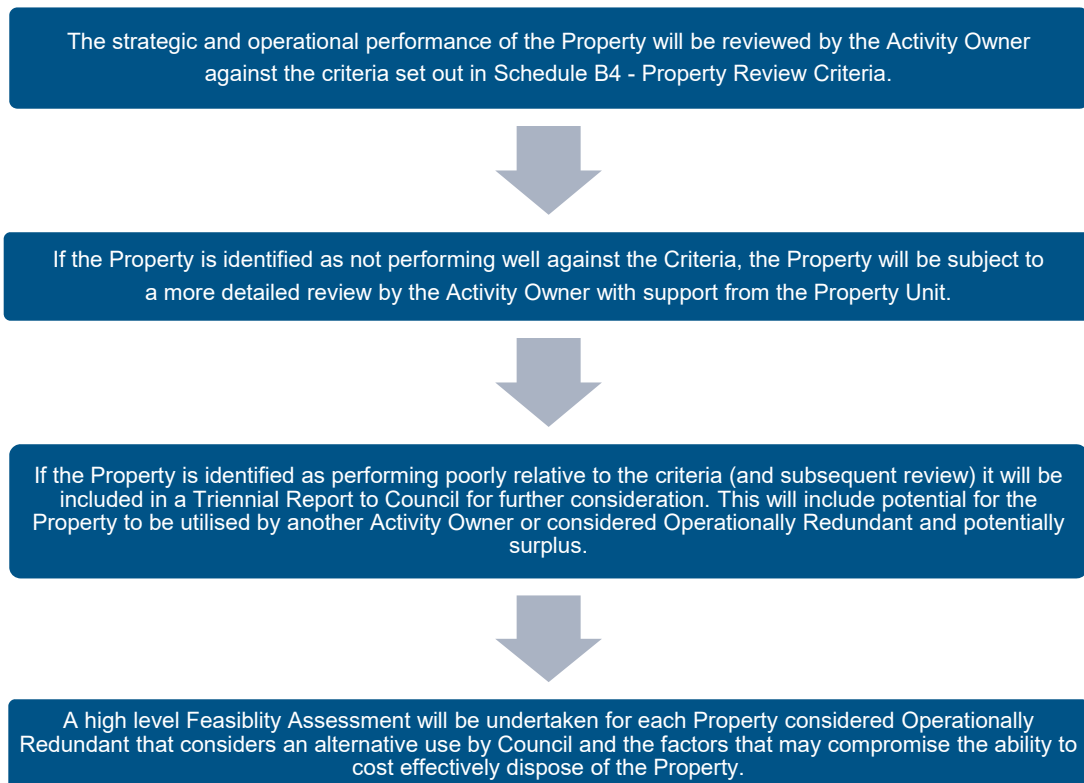 The strategic and operational performance of the Property will be reviewed by the Activity Owner
against the criteria set out in Schedule B4 - Property Review Criteria.
If the Property is identified as not performing well against the Criteria, the Property will be subject to
a more detailed review by the Activity Owner with support from the Property Unit.
If the Property is identified as performing poorly relative to the criteria (and subsequent review) it will be
included in a Triennial Report to Council for further consideration. This will include potential for the
Property to be utilised by another Activity Owner or considered Operationally Redundant and potentially
surplus.
A high level Feasiblity Assessment will be undertaken for each Property considered Operationally
Redundant that considers an alternative use by Council and the factors that may compromise the ability to
cost effectively dispose of the Property.